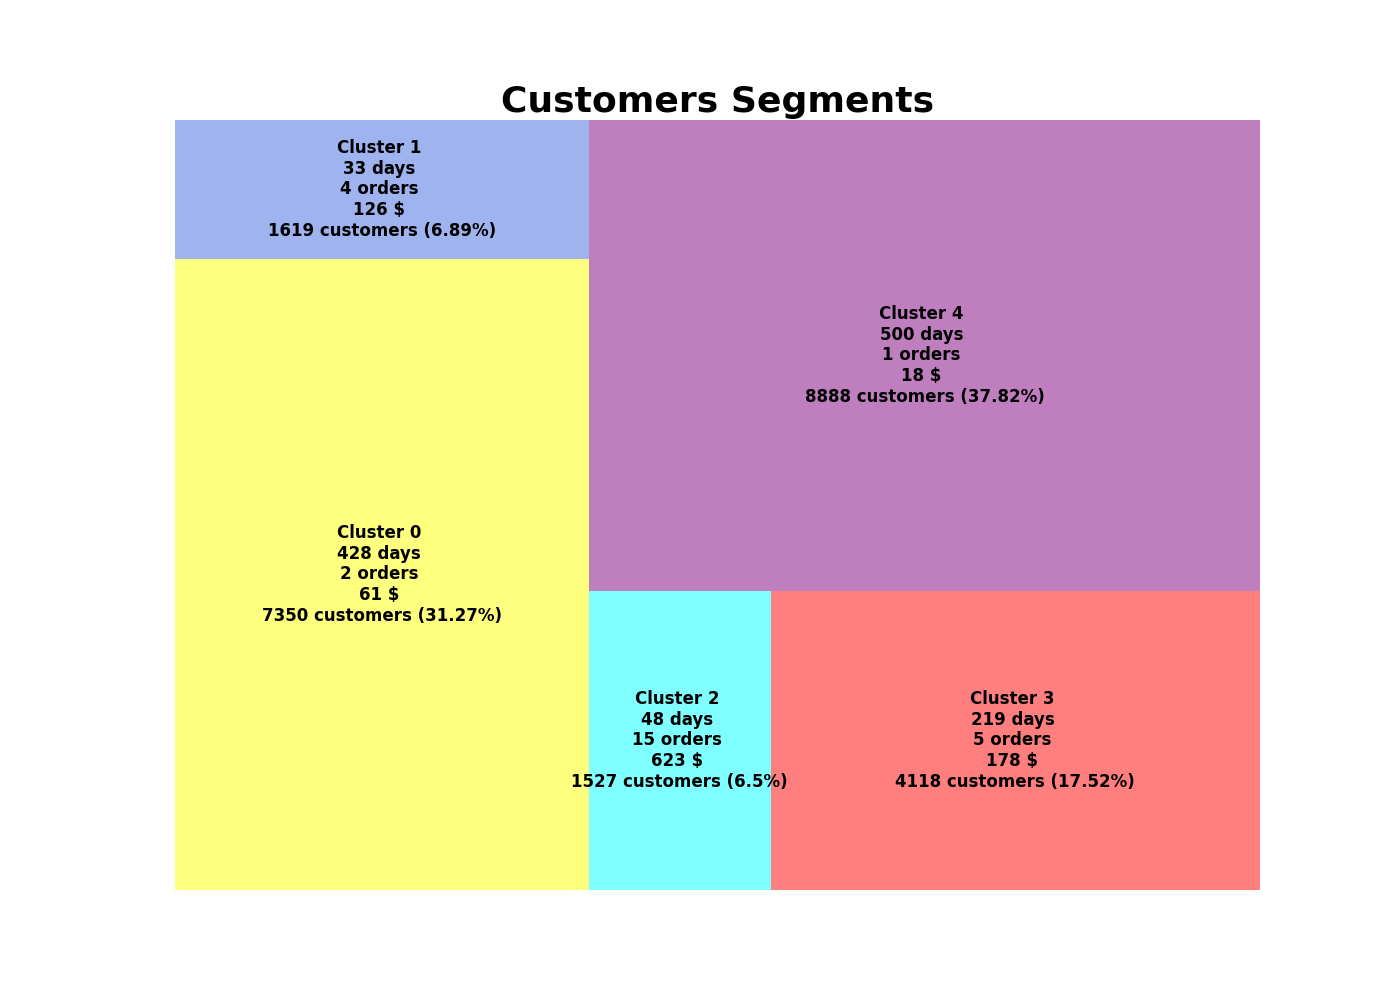 Customers Segments
Cluster 1
33 days
4 orders
126 $
1619 customers (6.89%)
Cluster 4
500 days
1 orders
18 $
8888 customers (37.82%)
Cluster 0
428 days
2 orders
61 $
7350 customers (31.27%)
Cluster 2
48 days
15 orders
623 $
1527 customers (6.5%)
Cluster 3
219 days
5 orders
178 $
4118 customers (17.52%)